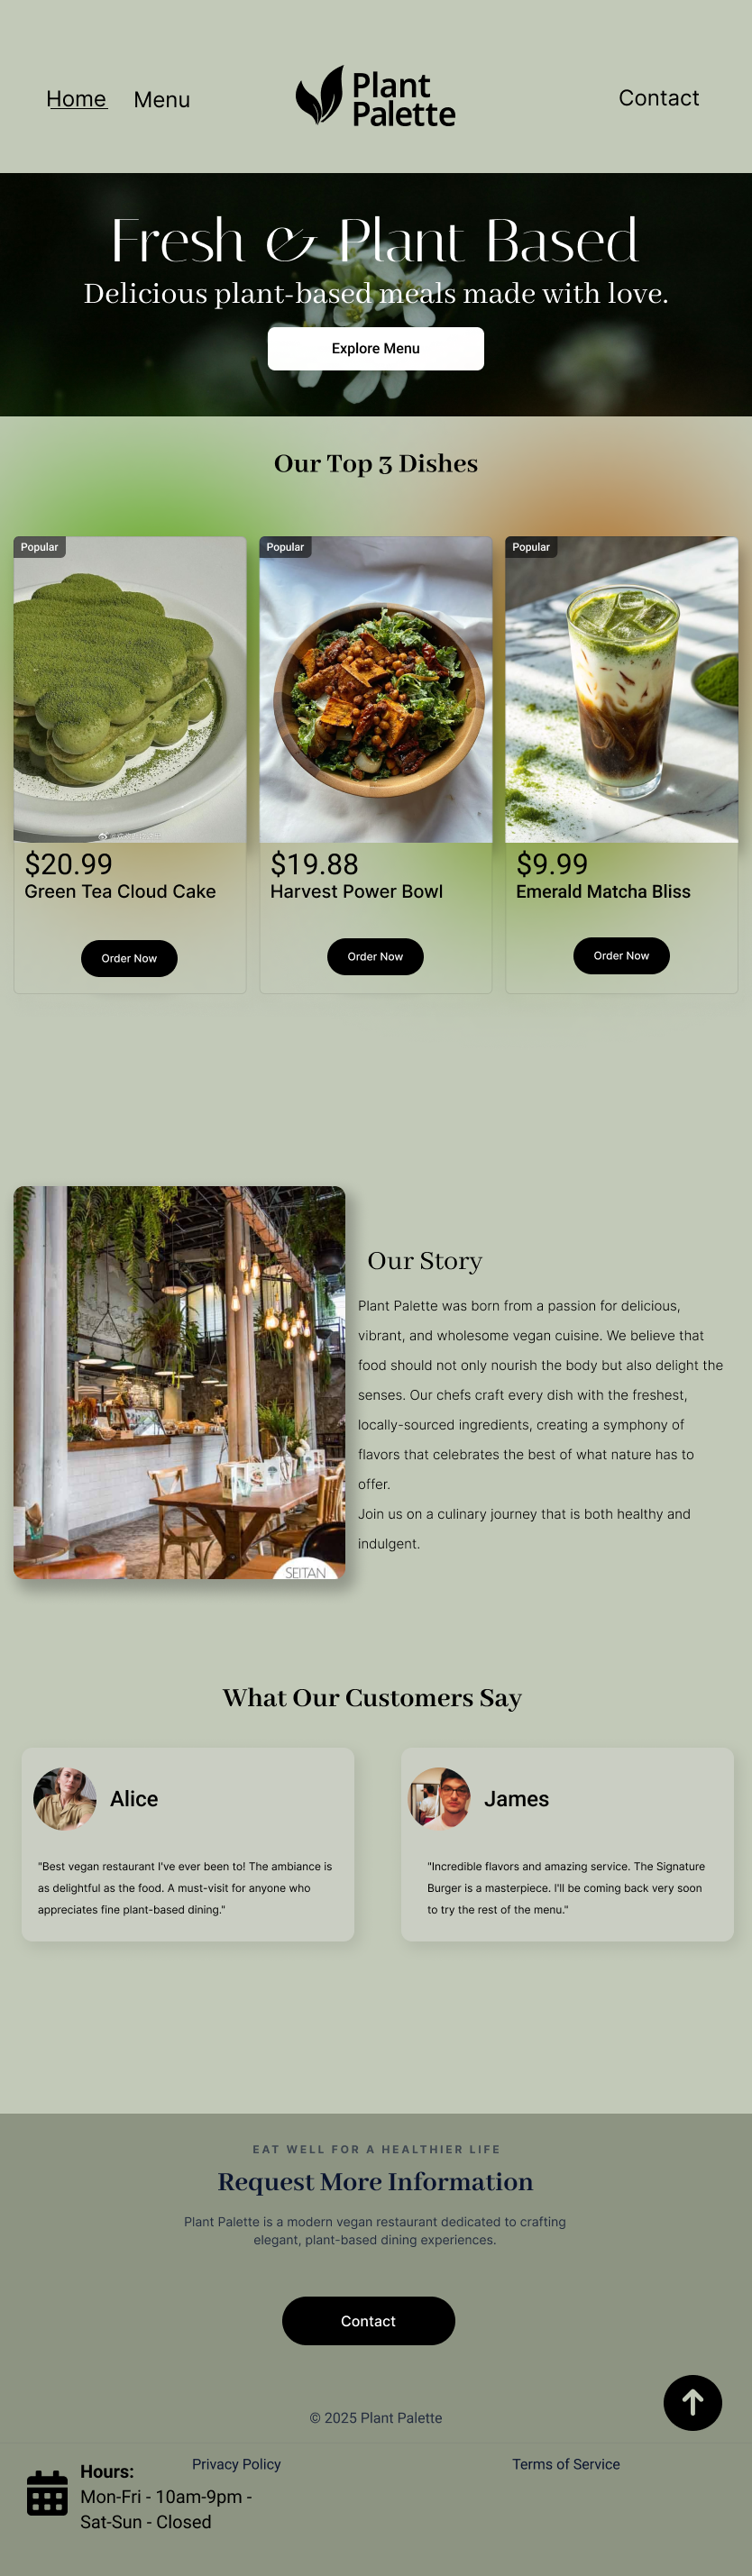 Home
Menu
Plant
Palette
Contact
Fresh & Plant Based
Delicious plant-based meals made with love.
Explore Menu
Our Top 3 Dishes
Popular
Popular
Popular
$20.99
Green Tea Cloud Cake
Order Now
$19.88
Harvest Power Bowl
Order Now
$9.99
Emerald Matcha Bliss
Order Now
SEITAN
Our Story
Plant Palette was born from a passion for delicious,
vibrant, and wholesome vegan cuisine. We believe that
food should not only nourish the body but also delight the
senses. Our chefs craft every dish with the freshest,
locally-sourced ingredients, creating a symphony of
flavors that celebrates the best of what nature has to
offer.
Join us on a culinary journey that is both healthy and
indulgent.
What Our Customers Say
Alice
"Best vegan restaurant I've ever been to! The ambiance is
as delightful as the food. A must-visit for anyone who
appreciates fine plant-based dining."
James
"Incredible flavors and amazing service. The Signature
Burger is a masterpiece. I'll be coming back very soon
to try the rest of the menu."
EAT WELL FOR A HEALTHIER LIFE
Request More Information
Plant Palette is a modern vegan restaurant dedicated to crafting
elegant, plant-based dining experiences.
Contact
© 2025 Plant Palette
Privacy Policy
Terms of Service
Hours:
Mon-Fri - 10am-9pm -
Sat-Sun - Closed